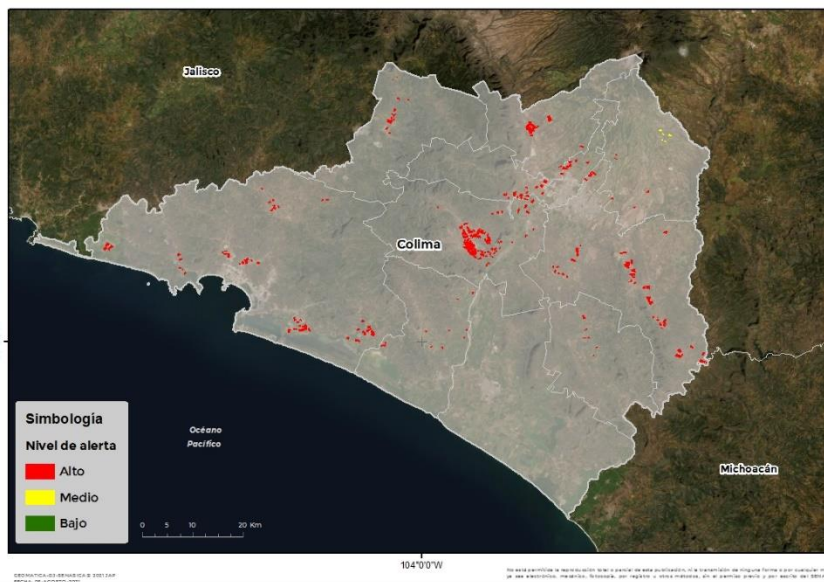 Jalisco
Colima
Océano
Pacífico
Michoacán
Simbología
Nivel de alerta
Alto
Medio
Bajo
0 5 10 20 Km
104°0'0"W